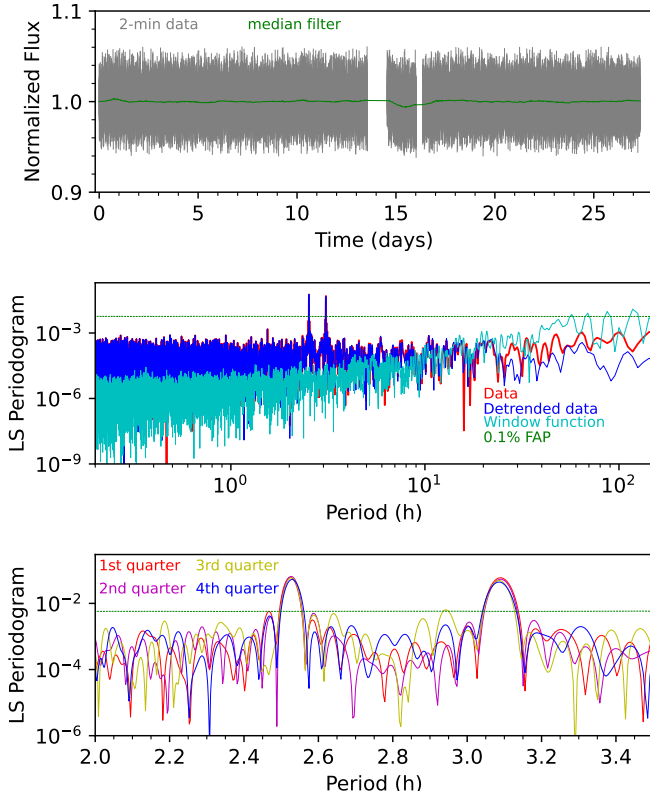 2-min data median filter
1.1
1.0
0.9
Normalized Flux
0 5 10 15 20 25
Time (days)
10⁻³
10⁻⁶
10⁻⁹
LS Periodogram
Data
Detrended data
Window function
0.1% FAP
10⁰ 10¹ 10²
Period (h)
1st quarter 3rd quarter
2nd quarter 4th quarter
10⁻²
10⁻⁴
10⁻⁶
LS Periodogram
2.0 2.2 2.4 2.6 2.8 3.0 3.2 3.4
Period (h)